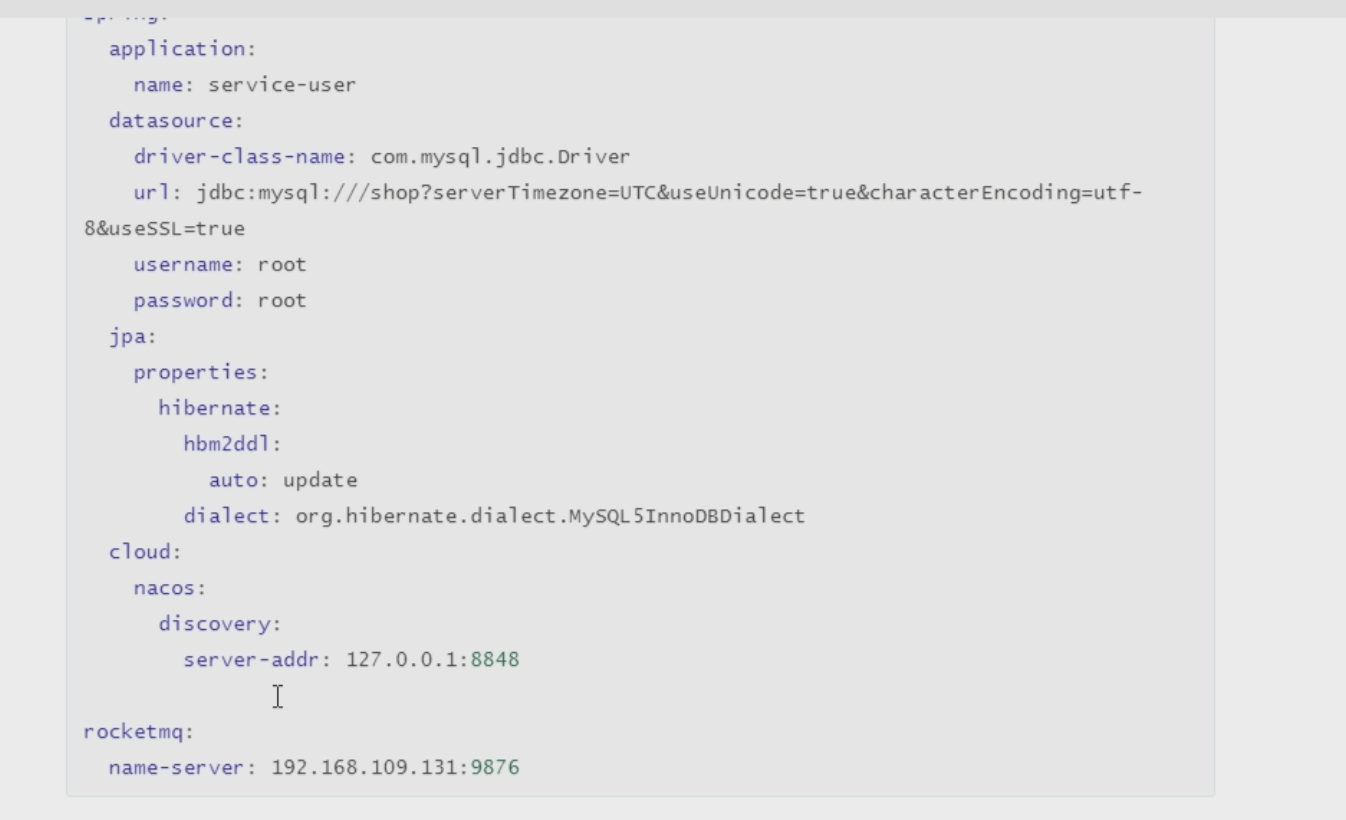 spring:
  application:
    name: service-user
  datasource:
    driver-class-name: com.mysql.jdbc.Driver
    url: jdbc:mysql:///shop?serverTimezone=UTC&useUnicode=true&characterEncoding=utf-
8&useSSL=true
    username: root
    password: root
  jpa:
    properties:
      hibernate:
        hbm2ddl:
          auto: update
        dialect: org.hibernate.dialect.MySQL5InnoDBDialect
  cloud:
    nacos:
      discovery:
        server-addr: 127.0.0.1:8848
rocketmq:
  name-server: 192.168.109.131:9876